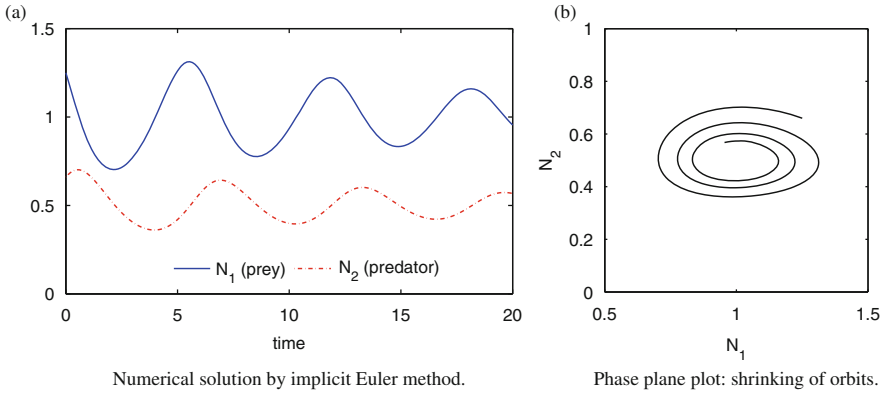 (a)
1.5
1
0.5
0
0 5 10 15 20
N1 (prey) N2 (predator)
time
Numerical solution by implicit Euler method.
(b)
1
0.8
0.6
0.4
0.2
0
N2
0.5 1 1.5
N1
Phase plane plot: shrinking of orbits.